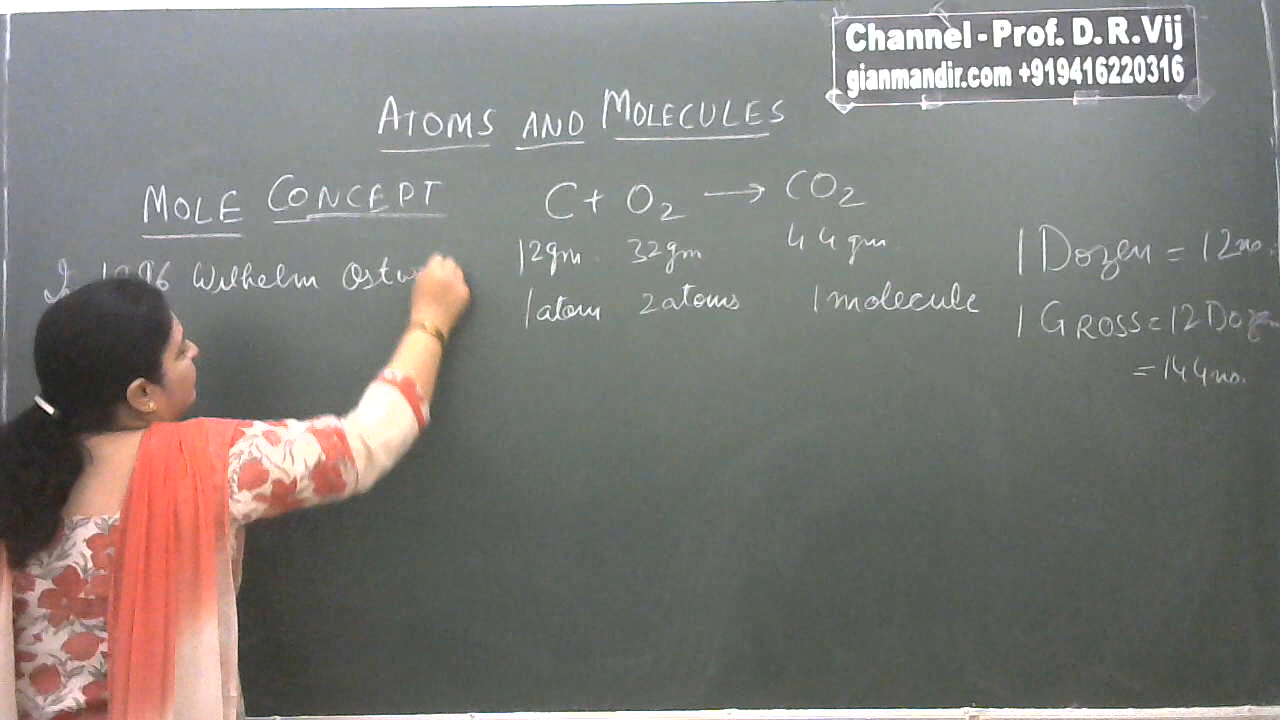 Channel - Prof. D. R. Vij
gianmandir.com +919416220316
ATOMS AND MOLECULES
MOLE CONCEPT
C + O2 → CO2
12gm. 32gm 44gm
1 atom 2 atoms 1 molecule
Wilhelm
1 Dozen = 12no.
1 GROSS = 12 Dozen
= 144no.